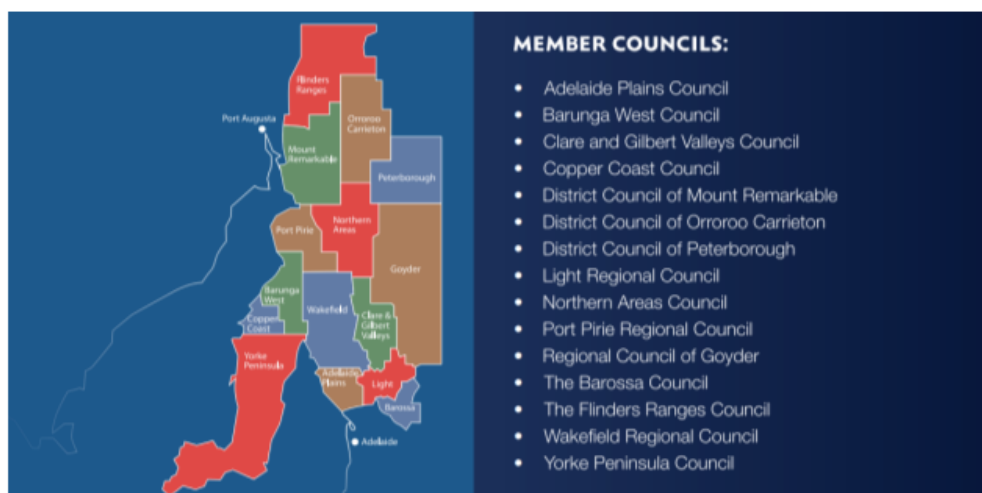 Flinders
Ranges
Port Augusta
Orroroo
Carrieton
Mount
Remarkable
Peterborough
Northern
Areas
Port Pirie
Goyder
Barunga
West
Wakefield
Copper
Coast
Clare &
Gilbert
Valleys
Yorke
Peninsula
Adelaide
Plains
Light
Barossa
Adelaide
MEMBER COUNCILS:
• Adelaide Plains Council
• Barunga West Council
• Clare and Gilbert Valleys Council
• Copper Coast Council
• District Council of Mount Remarkable
• District Council of Orroroo Carrieton
• District Council of Peterborough
• Light Regional Council
• Northern Areas Council
• Port Pirie Regional Council
• Regional Council of Goyder
• The Barossa Council
• The Flinders Ranges Council
• Wakefield Regional Council
• Yorke Peninsula Council